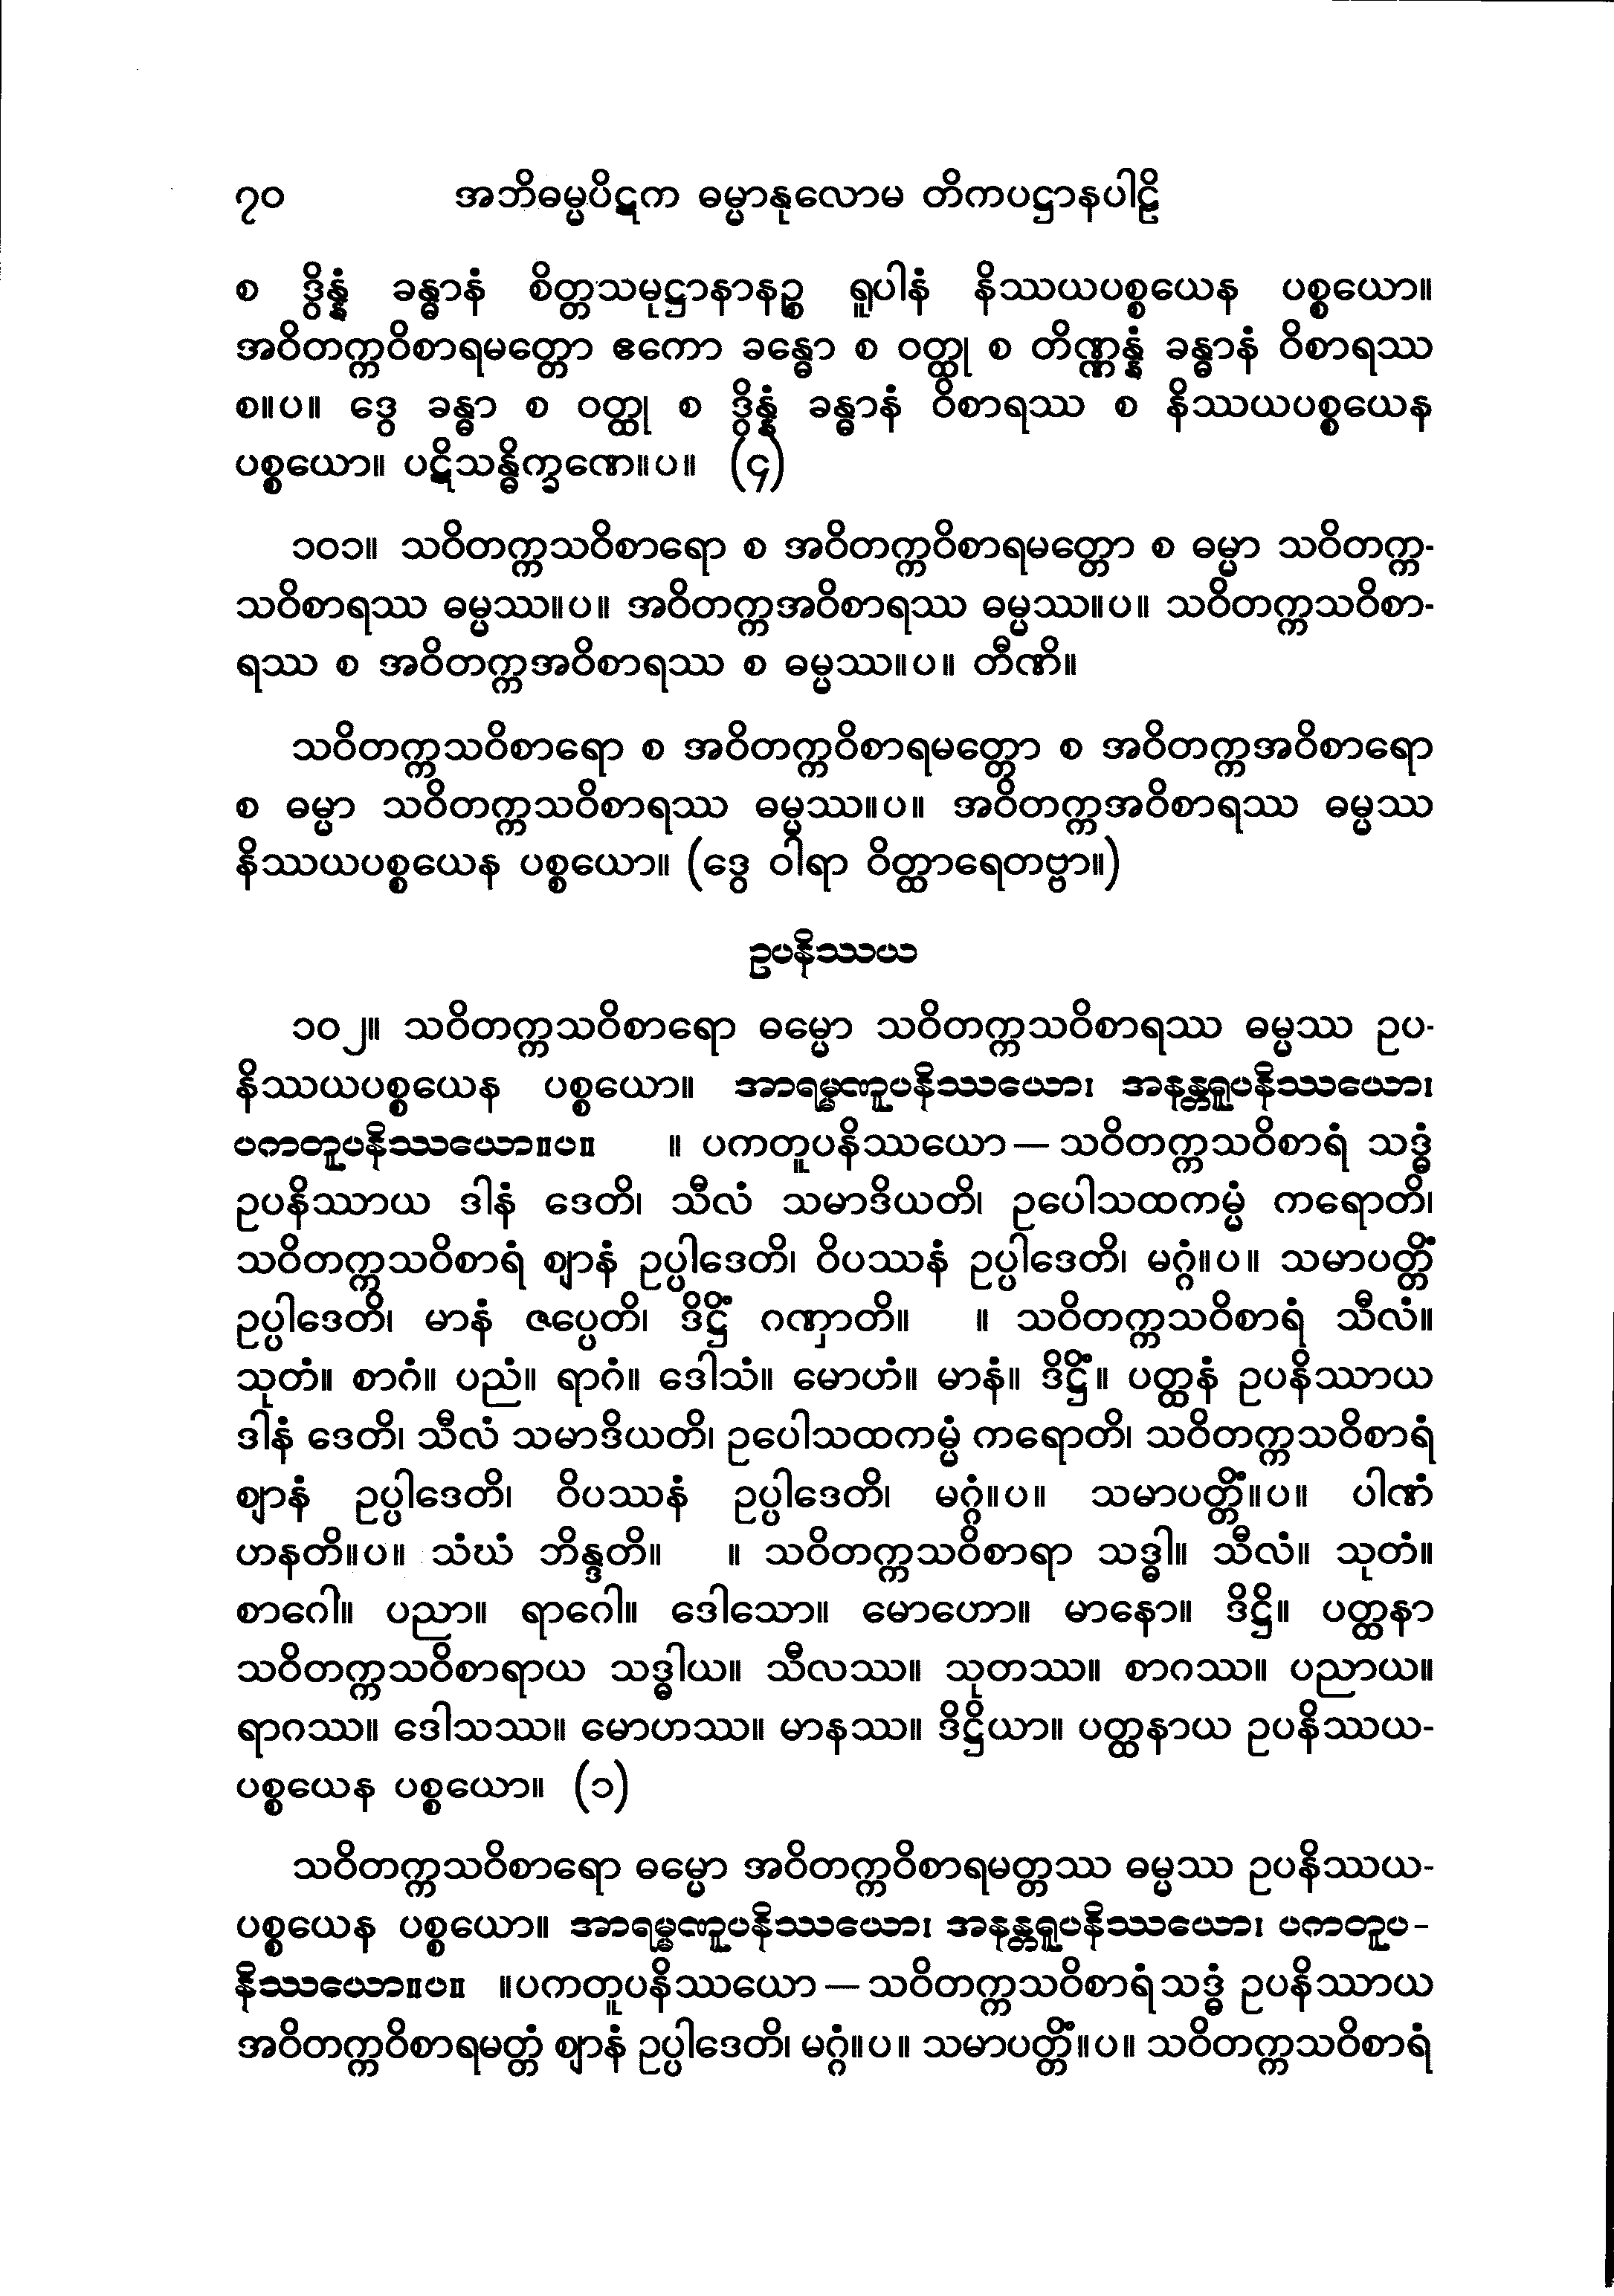 ၇၀ အဘိဓမ္မပိဋက ဓမ္မာနုလောမ တိကပဋ္ဌာနပါဠိ
စ ဒွိန္နံ ခန္ဓာနံ စိတ္တသမုဋ္ဌာနာနဉ္စ ရူပါနံ နိဿယပစ္စယေန ပစ္စယော။
အဝိတက္ကဝိစာရမတ္တော ဧကော ခန္ဓော စ ဝတ္ထု စ တိဏ္ဏန္နံ ခန္ဓာနံ ဝိစာရဿ
စ။ပ။ ဒွေ ခန္ဓာ စ ဝတ္ထု စ ဒွိန္နံ ခန္ဓာနံ ဝိစာရဿ စ နိဿယပစ္စယေန
ပစ္စယော။ ပဋိသန္ဓိက္ခဏေ။ပ။ (၄)
၁၀၁။ သဝိတက္ကသဝိစာရော စ အဝိတက္ကဝိစာရမတ္တော စ ဓမ္မာ သဝိတက္က-
သဝိစာရဿ ဓမ္မဿ။ပ။ အဝိတက္ကအဝိစာရဿ ဓမ္မဿ။ပ။ သဝိတက္ကသဝိစာ-
ရဿ စ အဝိတက္ကအဝိစာရဿ စ ဓမ္မဿ။ပ။ တီဏိ။
သဝိတက္ကသဝိစာရော စ အဝိတက္ကဝိစာရမတ္တော စ အဝိတက္ကအဝိစာရော
စ ဓမ္မာ သဝိတက္ကသဝိစာရဿ ဓမ္မဿ။ပ။ အဝိတက္ကအဝိစာရဿ ဓမ္မဿ
နိဿယပစ္စယေန ပစ္စယော။ (ဒွေ ဝါရာ ဝိတ္ထာရေတဗ္ဗာ။)
ဥပနိဿယ
၁၀၂။ သဝိတက္ကသဝိစာရော ဓမ္မော သဝိတက္ကသဝိစာရဿ ဓမ္မဿ ဥပ-
နိဿယပစ္စယေန ပစ္စယော။ အာရမ္မဏူပနိဿယော၊ အနန္တရူပနိဿယော၊
ပကတူပနိဿယော။ပ။ ။ ပကတူပနိဿယော — သဝိတက္ကသဝိစာရံ သဒ္ဓံ
ဥပနိဿာယ ဒါနံ ဒေတိ၊ သီလံ သမာဒိယတိ၊ ဥပေါသထကမ္မံ ကရောတိ၊
သဝိတက္ကသဝိစာရံ ဈာနံ ဥပ္ပါဒေတိ၊ ဝိပဿနံ ဥပ္ပါဒေတိ၊ မဂ္ဂံ။ပ။ သမာပတ္တိံ
ဥပ္ပါဒေတိ၊ မာနံ ဇပ္ပေတိ၊ ဒိဋ္ဌိံ ဂဏှာတိ။ ။ သဝိတက္ကသဝိစာရံ သီလံ။
သုတံ။ စာဂံ။ ပညံ။ ရာဂံ။ ဒေါသံ။ မောဟံ။ မာနံ။ ဒိဋ္ဌိံ။ ပတ္ထနံ ဥပနိဿာယ
ဒါနံ ဒေတိ၊ သီလံ သမာဒိယတိ၊ ဥပေါသထကမ္မံ ကရောတိ၊ သဝိတက္ကသဝိစာရံ
ဈာနံ ဥပ္ပါဒေတိ၊ ဝိပဿနံ ဥပ္ပါဒေတိ၊ မဂ္ဂံ။ပ။ သမာပတ္တိံ။ပ။ ပါဏံ
ဟနတိ။ပ။ သံဃံ ဘိန္ဒတိ။ ။ သဝိတက္ကသဝိစာရာ သဒ္ဓါ။ သီလံ။ သုတံ။
စာဂေါ။ ပညာ။ ရာဂေါ။ ဒေါသော။ မောဟော။ မာနော။ ဒိဋ္ဌိ။ ပတ္ထနာ
သဝိတက္ကသဝိစာရာယ သဒ္ဓါယ။ သီလဿ။ သုတဿ။ စာဂဿ။ ပညာယ။
ရာဂဿ။ ဒေါသဿ။ မောဟဿ။ မာနဿ။ ဒိဋ္ဌိယာ။ ပတ္ထနာယ ဥပနိဿယ-
ပစ္စယေန ပစ္စယော။ (၁)
သဝိတက္ကသဝိစာရော ဓမ္မော အဝိတက္ကဝိစာရမတ္တဿ ဓမ္မဿ ဥပနိဿယ-
ပစ္စယေန ပစ္စယော။ အာရမ္မဏူပနိဿယော၊ အနန္တရူပနိဿယော၊ ပကတူပ-
နိဿယော။ပ။ ။ပကတူပနိဿယော — သဝိတက္ကသဝိစာရံ သဒ္ဓံ ဥပနိဿာယ
အဝိတက္ကဝိစာရမတ္တံ ဈာနံ ဥပ္ပါဒေတိ၊ မဂ္ဂံ။ပ။ သမာပတ္တိံ။ပ။ သဝိတက္ကသဝိစာရံ